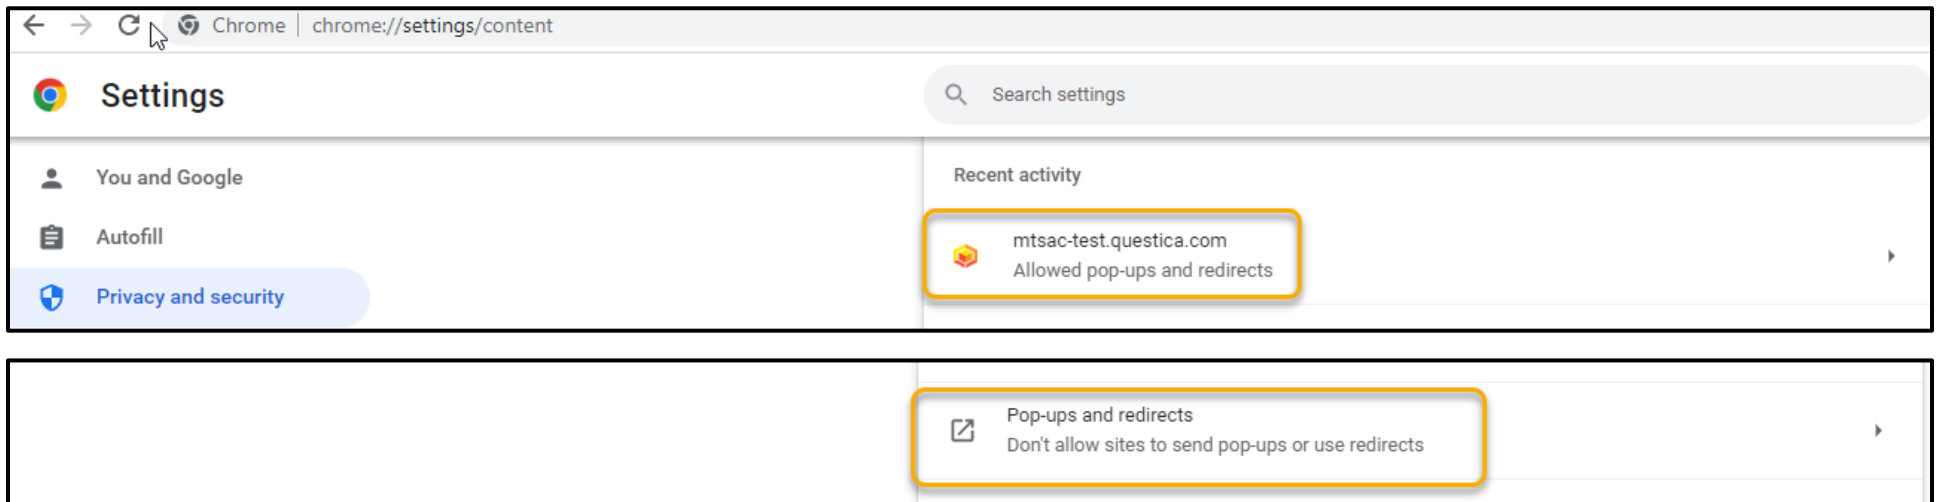 Chrome | chrome://settings/content
Settings
Search settings
You and Google
Autofill
Privacy and security
Recent activity
mtsac-test.questica.com
Allowed pop-ups and redirects
Pop-ups and redirects
Don't allow sites to send pop-ups or use redirects